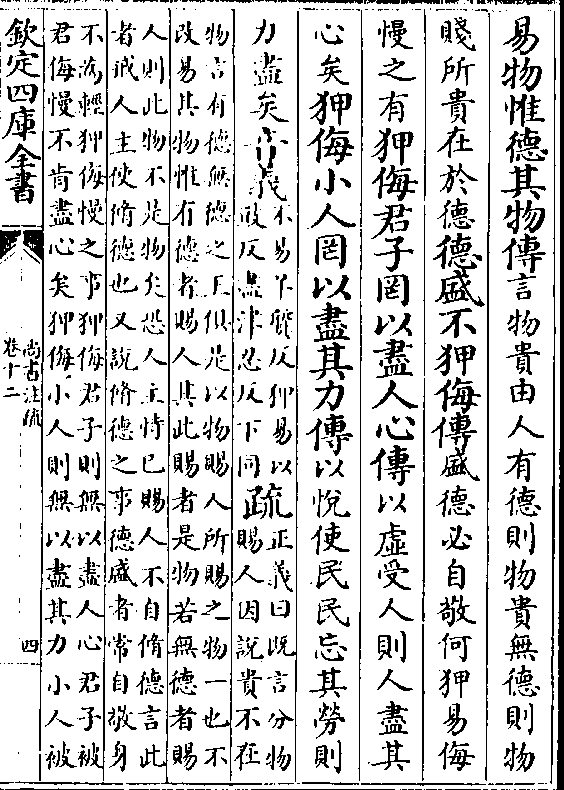 易物惟德其物傳言物貴由人有德則物貴無德則物
賤所貴在於德德盛不狎侮傳盛德必自敬何狎易侮
慢之有狎侮君子罔以盡人心傳以虛受人則人盡其
心矣狎侮小人罔以盡其力傳以悅使民民忘其勞則
力盡矣音義
不易下豉反狎易以
豉反盡津忍反下同
疏
正義曰既言分物
賜人因說貴不在
物言有德無德之王俱是以物賜人所賜之物一也不
改易其物惟有德者賜人其此賜者是物若無德者賜
人則此物不是物矣恐人主恃已賜人不自脩德言此
者戒人主使脩德也又說脩德之事德盛者常自敬身
不為輕狎侮慢之事狎侮君子則無以盡人心君子被
君侮慢不肯盡心矣狎侮小人則無以盡其力小人被
欽定四庫全書
尚書注疏
卷十二
四